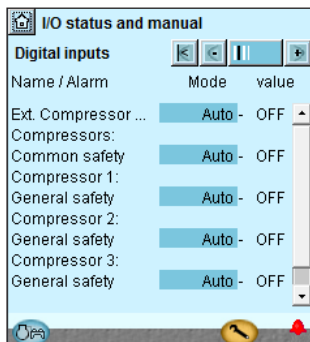 I/O status and manual
Digital inputs
Name / Alarm Mode value
Ext. Compressor ... Auto - OFF
Compressors:
Common safety Auto - OFF
Compressor 1:
General safety Auto - OFF
Compressor 2:
General safety Auto - OFF
Compressor 3:
General safety Auto - OFF